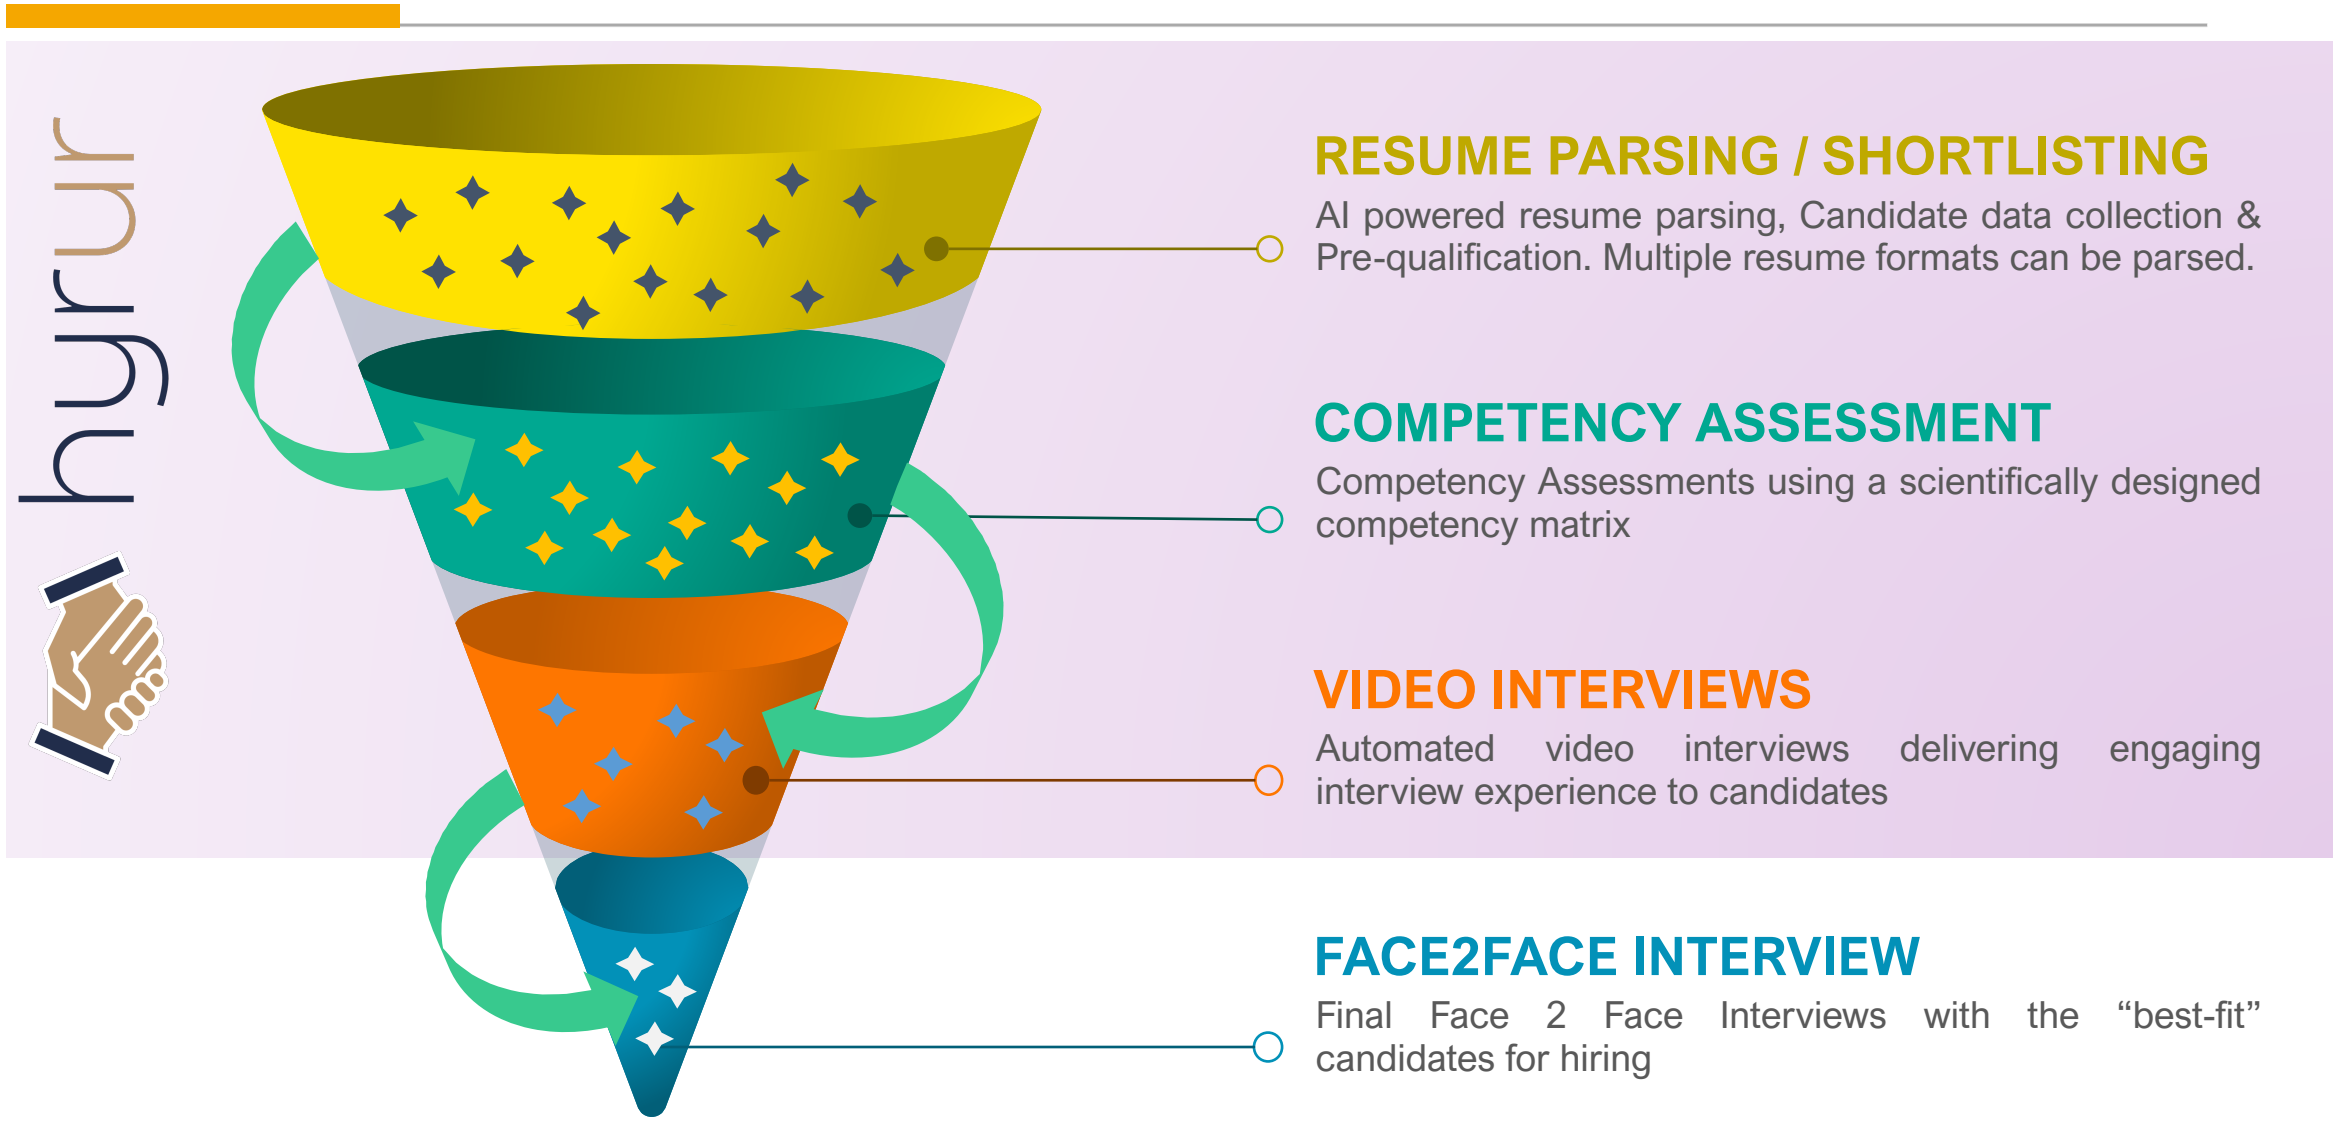 hyrur
RESUME PARSING / SHORTLISTING
AI powered resume parsing, Candidate data collection &
Pre-qualification. Multiple resume formats can be parsed.
COMPETENCY ASSESSMENT
Competency Assessments using a scientifically designed
competency matrix
VIDEO INTERVIEWS
Automated video interviews delivering engaging
interview experience to candidates
FACE2FACE INTERVIEW
Final Face 2 Face Interviews with the “best-fit”
candidates for hiring